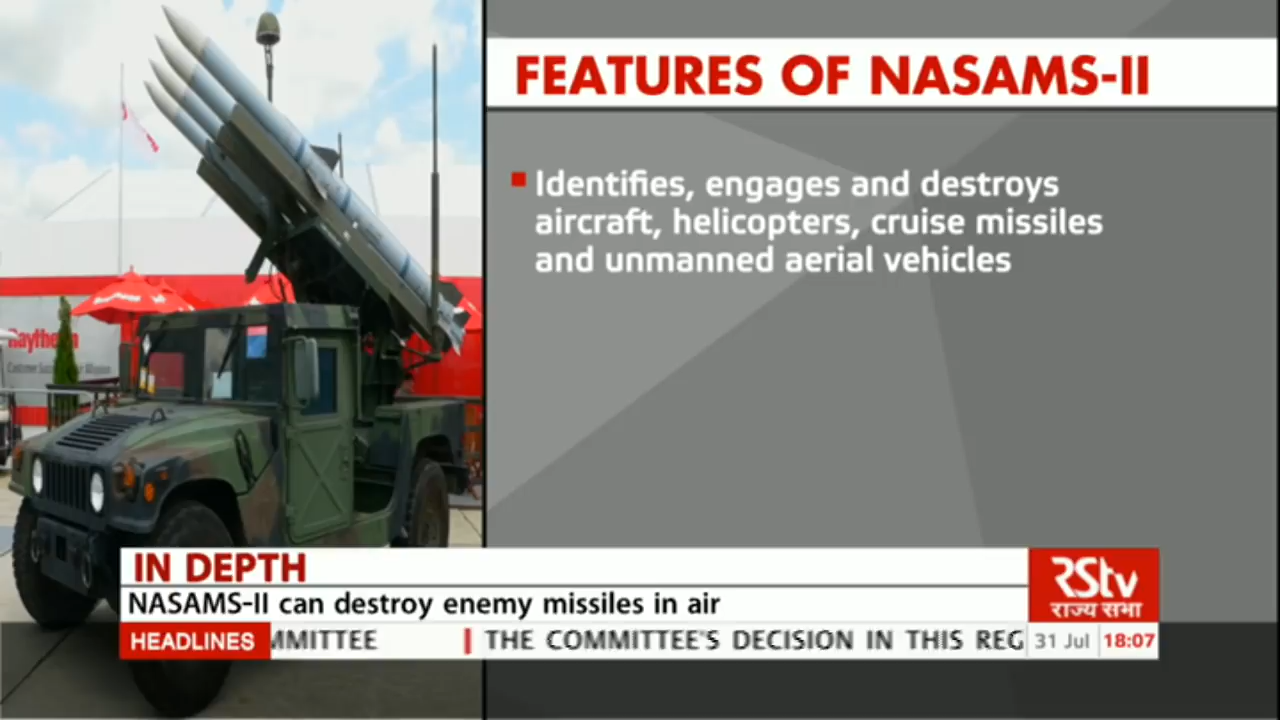 FEATURES OF NASAMS-II
Identifies, engages and destroys
aircraft, helicopters, cruise missiles
and unmanned aerial vehicles
Raytheon
IN DEPTH
NASAMS-II can destroy enemy missiles in air
RStv
राज्य सभा
HEADLINES MMITTEE | THE COMMITTEE'S DECISION IN THIS REG 31 Jul 18:07